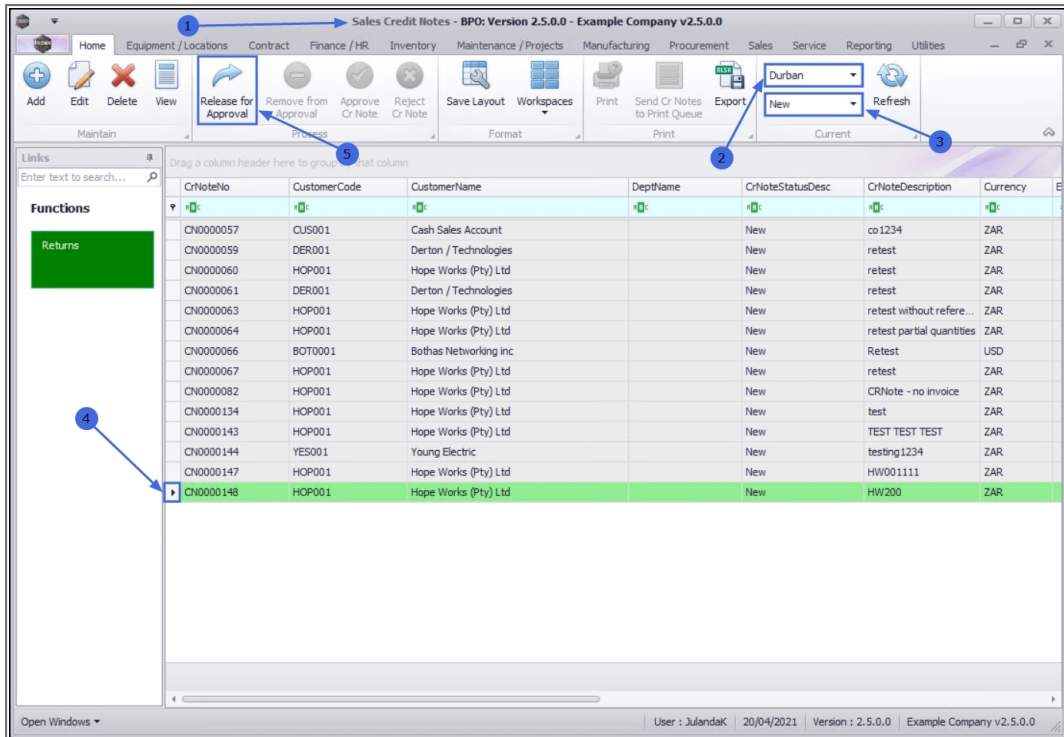 1
Sales Credit Notes - BPO: Version 2.5.0.0 - Example Company v2.5.0.0
Home Equipment / Locations Contract Finance / HR Inventory Maintenance / Projects Manufacturing Procurement Sales Service Reporting Utilities
Add Edit Delete View Release for Approval Remove from Approval Approve Cr Note Reject Cr Note Save Layout Workspaces Print Send Cr Notes to Print Queue Export Durban New Refresh
Maintain Process Format Print Current
5 2 3
Links
Enter text to search...
Functions
Returns
Drag a column header here to group by that column
CrNoteNo CustomerCode CustomerName DeptName CrNoteStatusDesc CrNoteDescription Currency E
CN0000057 CUS001 Cash Sales Account New co1234 ZAR
CN0000059 DER001 Derton / Technologies New retest ZAR
CN0000060 HOP001 Hope Works (Pty) Ltd New retest ZAR
CN0000061 DER001 Derton / Technologies New retest ZAR
CN0000063 HOP001 Hope Works (Pty) Ltd New retest without refere... ZAR
CN0000064 HOP001 Hope Works (Pty) Ltd New retest partial quantities ZAR
CN0000066 BOT0001 Bothas Networking inc New Retest USD
CN0000067 HOP001 Hope Works (Pty) Ltd New retest ZAR
CN0000082 HOP001 Hope Works (Pty) Ltd New CRNote - no invoice ZAR
CN0000134 HOP001 Hope Works (Pty) Ltd New test ZAR
CN0000143 HOP001 Hope Works (Pty) Ltd New TEST TEST TEST ZAR
CN0000144 YES001 Young Electric New testing1234 ZAR
CN0000147 HOP001 Hope Works (Pty) Ltd New HW001111 ZAR
CN0000148 HOP001 Hope Works (Pty) Ltd New HW200 ZAR
4
Open Windows User : JulandaK 20/04/2021 Version : 2.5.0.0 Example Company v2.5.0.0